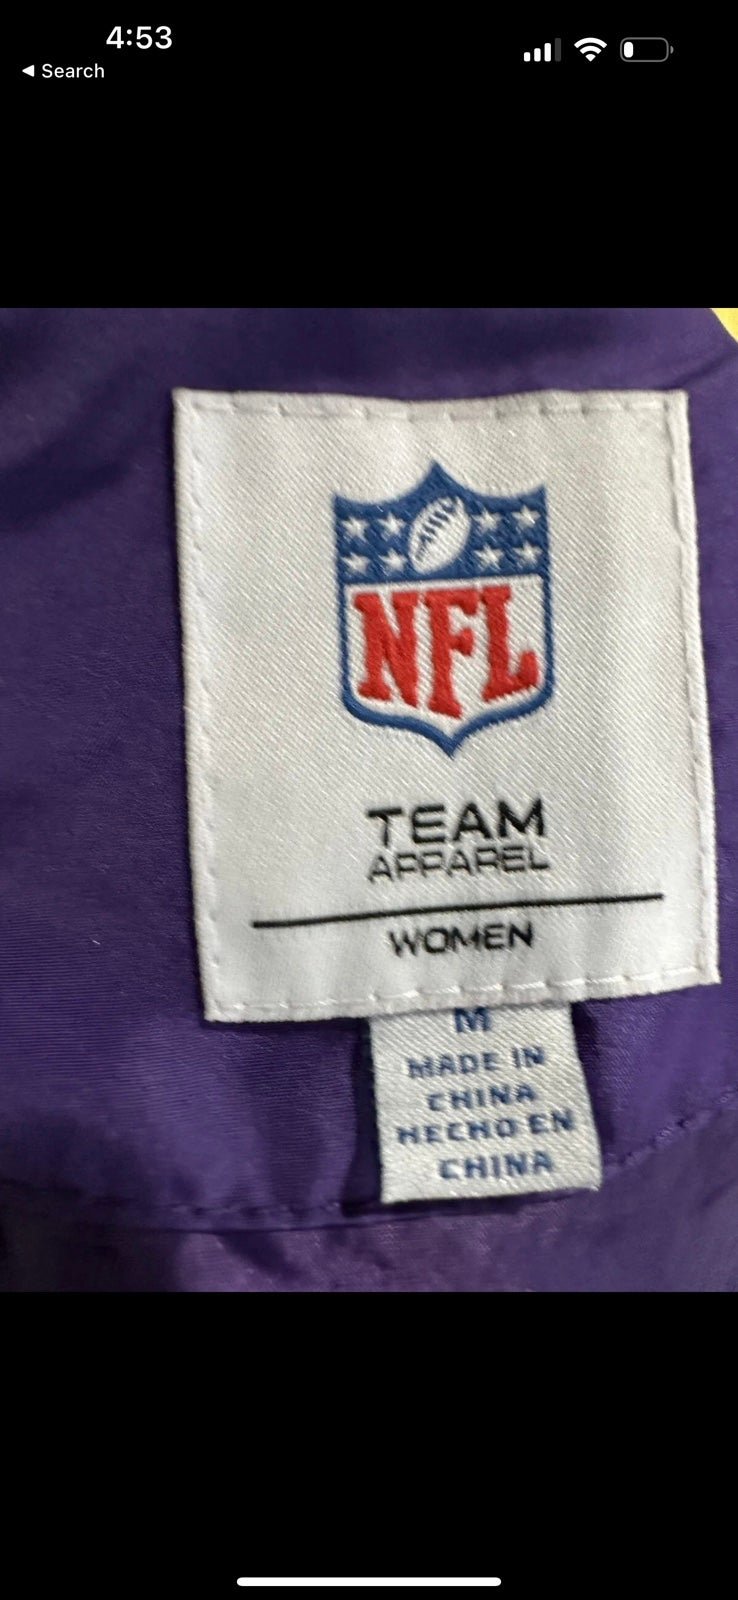 4:53
◀ Search
NFL
TEAM
APPAREL
WOMEN
M
MADE IN
CHINA
HECHO EN
CHINA